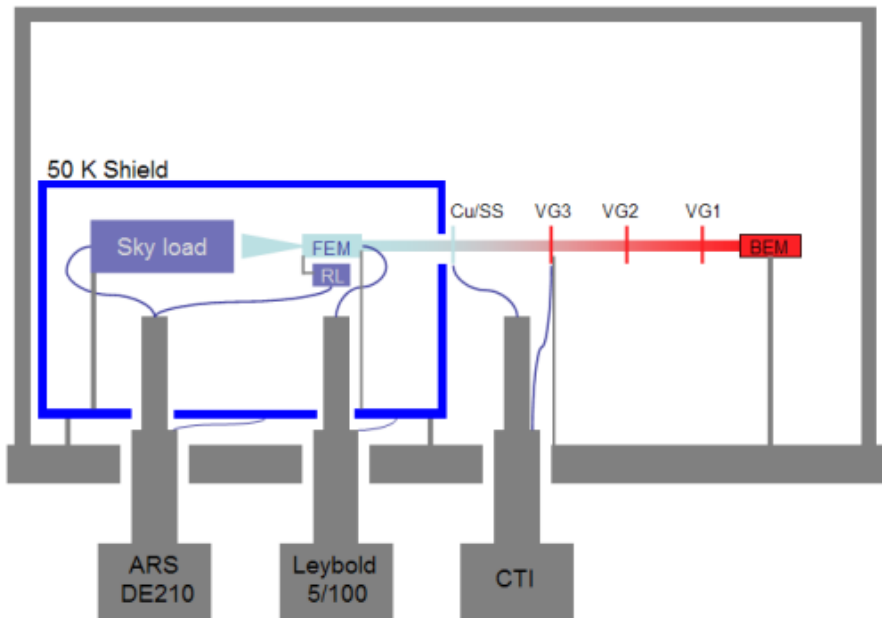 50 K Shield
Cu/SS
VG3
VG2
VG1
Sky load
FEM
BEM
RL
ARS
DE210
Leybold
5/100
CTI